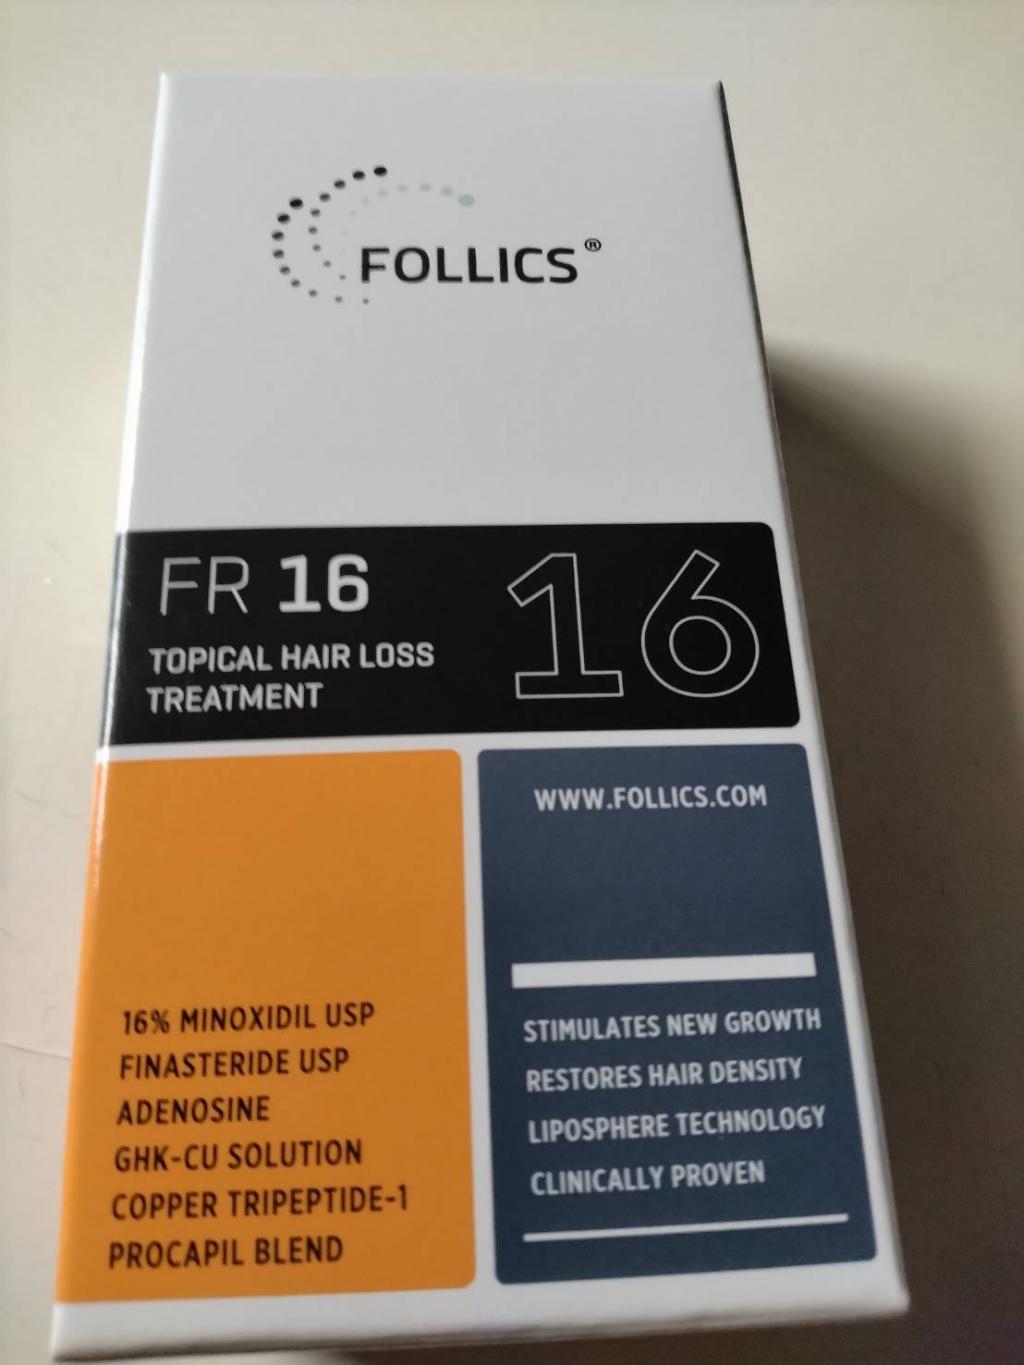 FOLLICS®
FR 16
16
TOPICAL HAIR LOSS
TREATMENT
16% MINOXIDIL USP
FINASTERIDE USP
ADENOSINE
GHK-CU SOLUTION
COPPER TRIPEPTIDE-1
PROCAPIL BLEND
WWW.FOLLICS.COM
STIMULATES NEW GROWTH
RESTORES HAIR DENSITY
LIPOSPHERE TECHNOLOGY
CLINICALLY PROVEN